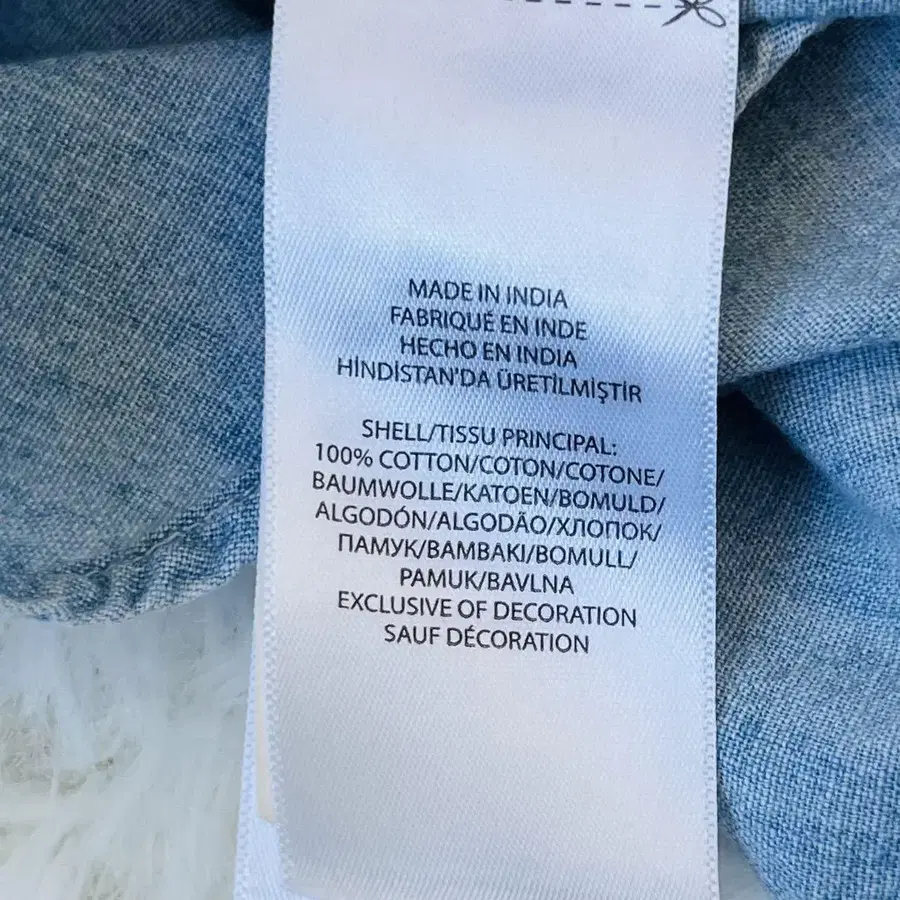 MADE IN INDIA
FABRIQUÉ EN INDE
HECHO EN INDIA
HİNDİSTAN'DA ÜRETİLMİŞTİR
SHELL/TISSU PRINCIPAL:
100% COTTON/COTON/COTONE/
BAUMWOLLE/KATOEN/BOMULD/
ALGODÓN/ALGODÃO/ХЛОПОК/
ПАМУК/BAMBAKI/BOMULL/
PAMUK/BAVLNA
EXCLUSIVE OF DECORATION
SAUF DÉCORATION